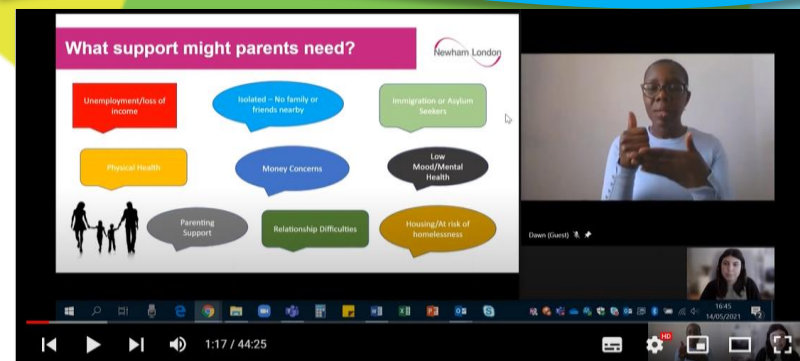 What support might parents need?
Newham London
Unemployment/loss of
income
Isolated – No family or
friends nearby
Immigration or Asylum
Seekers
Physical Health
Money Concerns
Low
Mood/Mental
Health
Parenting
Support
Relationship Difficulties
Housing/At risk of
homelessness
Dawn (Guest)
16:45
14/05/2021
1:17 / 44:25
HD